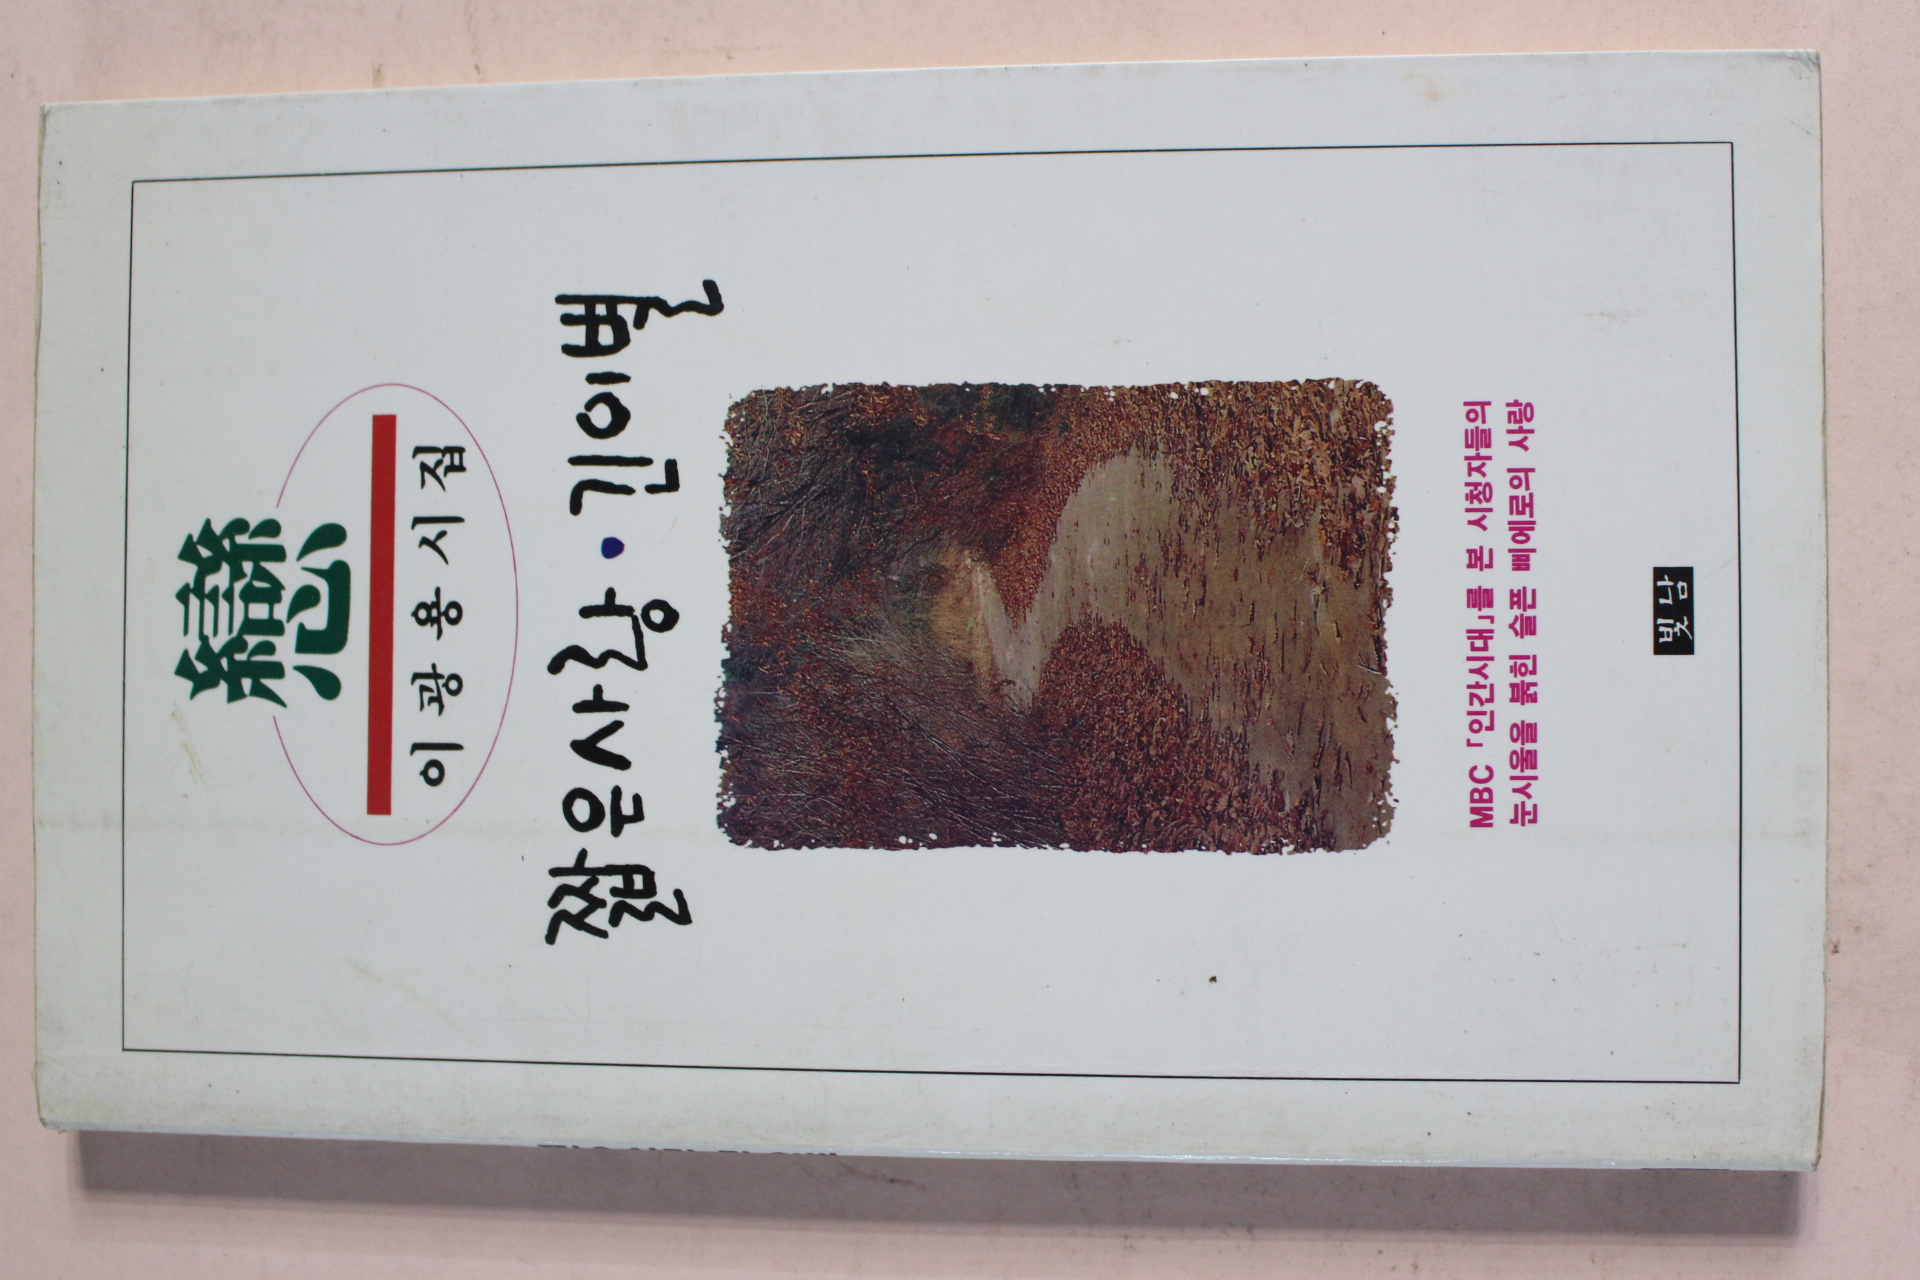 戀
이광용시집
짧은사랑·긴이별
MBC 「인간시대」를 본 시청자들의
눈시울을 붉힌 슬픈 삐에로의 사랑
빛남